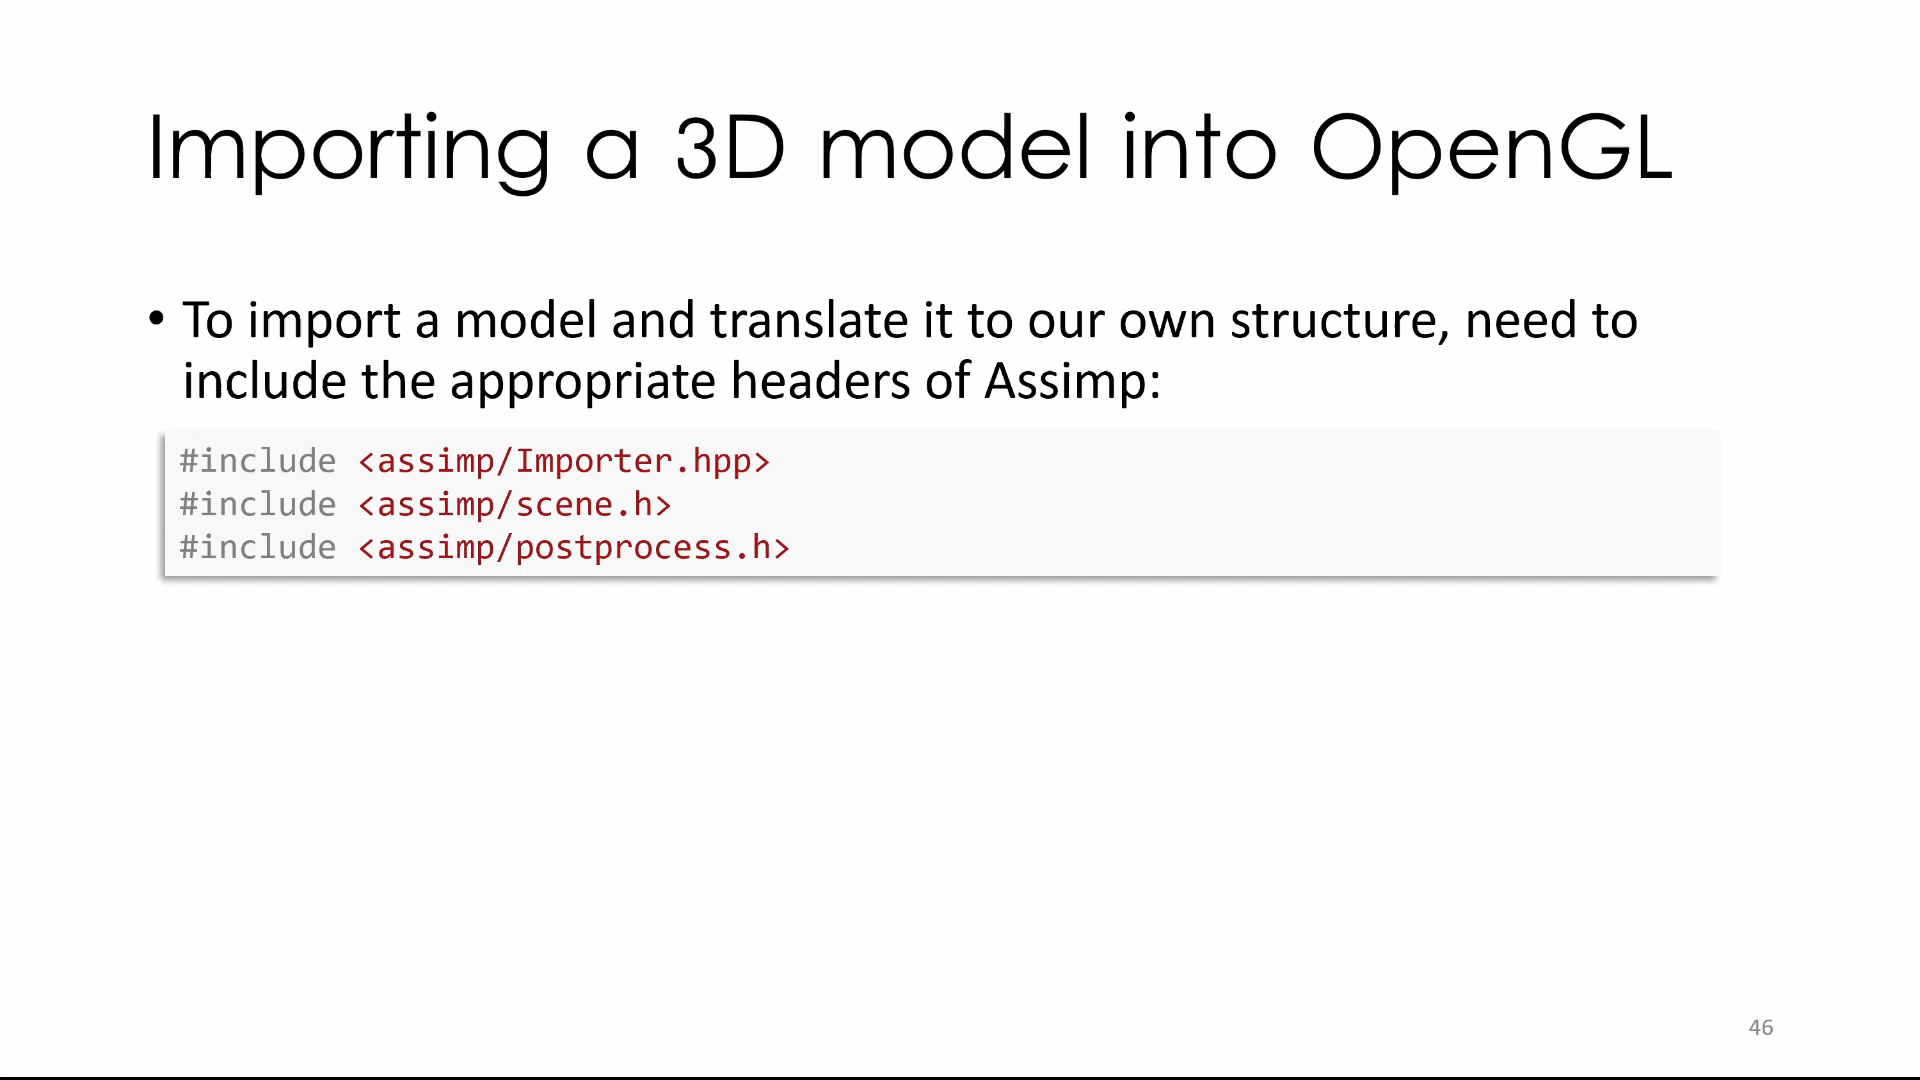 Importing a 3D model into OpenGL
• To import a model and translate it to our own structure, need to
include the appropriate headers of Assimp:
#include <assimp/Importer.hpp>
#include <assimp/scene.h>
#include <assimp/postprocess.h>
46